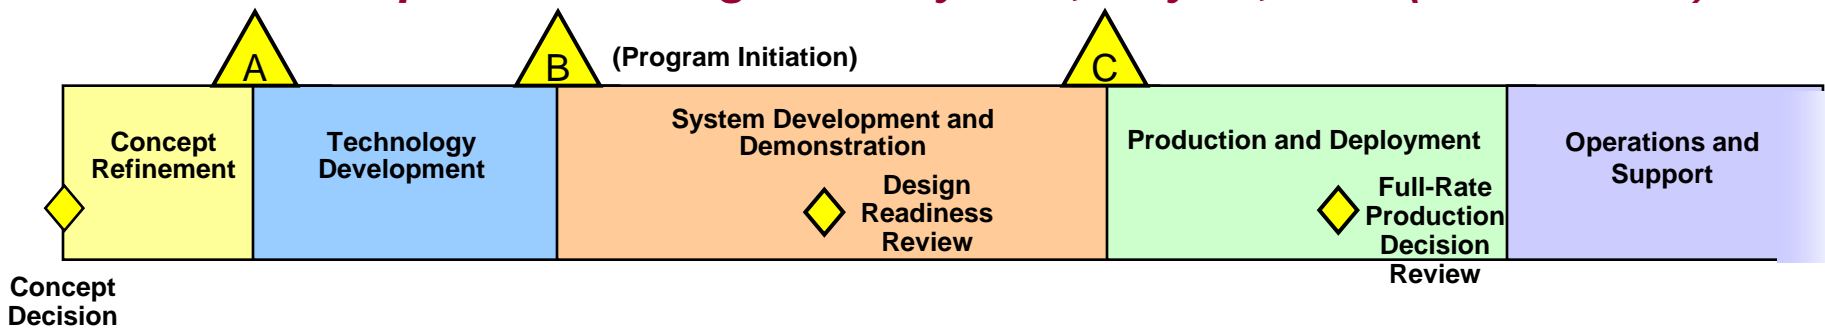 A
B
(Program Initiation)
C
Concept
Refinement
Technology
Development
System Development and
Demonstration
Design
Readiness
Review
Production and Deployment
Full-Rate
Production
Decision
Review
Operations and
Support
Concept
Decision